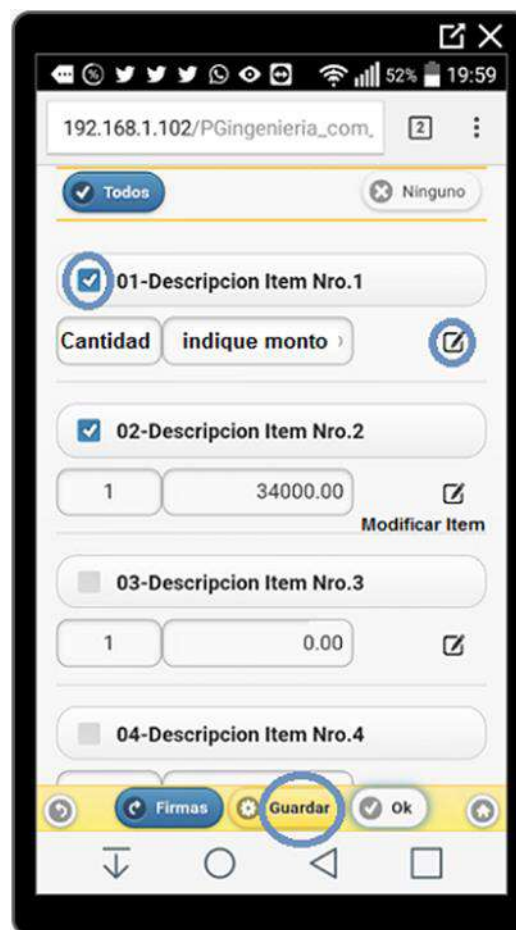 52% 19:59
192.168.1.102/PGingenieria_com_ 2
Todos Ninguno
01-Descripcion Item Nro.1
Cantidad indique monto
02-Descripcion Item Nro.2
1 34000.00
Modificar Item
03-Descripcion Item Nro.3
1 0.00
04-Descripcion Item Nro.4
Firmas Guardar Ok